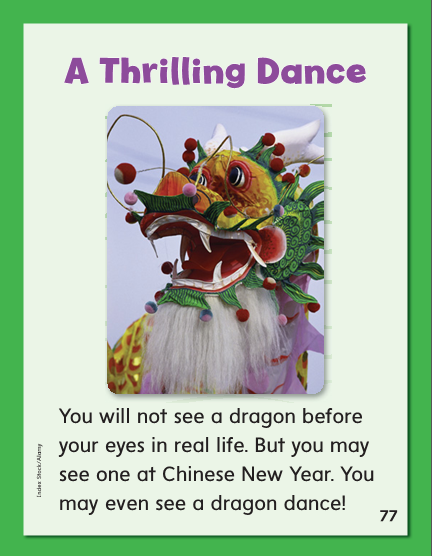 A Thrilling Dance
You will not see a dragon before
your eyes in real life. But you may
see one at Chinese New Year. You
may even see a dragon dance!
Index Stock/Alamy
77